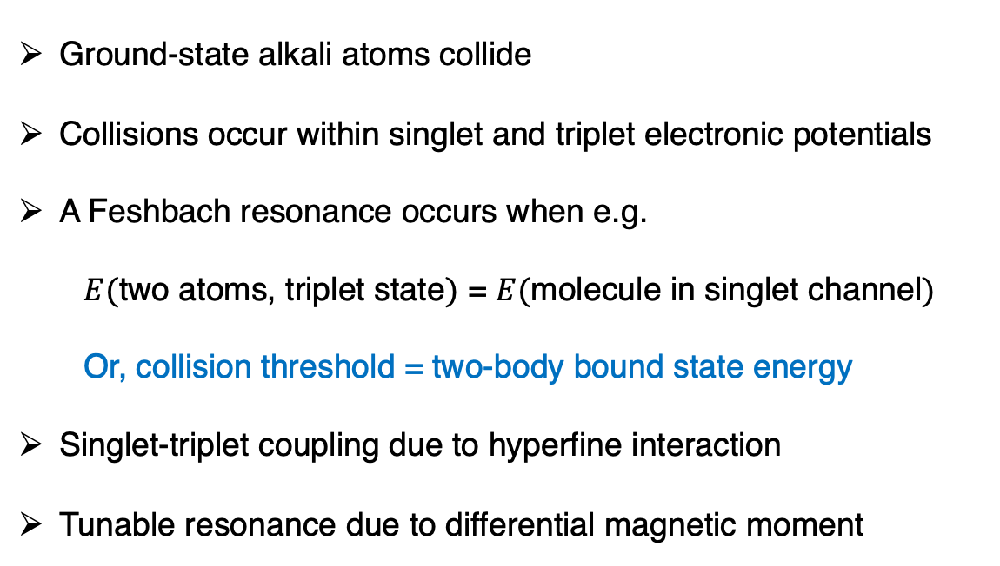 ➢ Ground-state alkali atoms collide
➢ Collisions occur within singlet and triplet electronic potentials
➢ A Feshbach resonance occurs when e.g.
𝐸(two atoms, triplet state) = 𝐸(molecule in singlet channel)
Or, collision threshold = two-body bound state energy
➢ Singlet-triplet coupling due to hyperfine interaction
➢ Tunable resonance due to differential magnetic moment